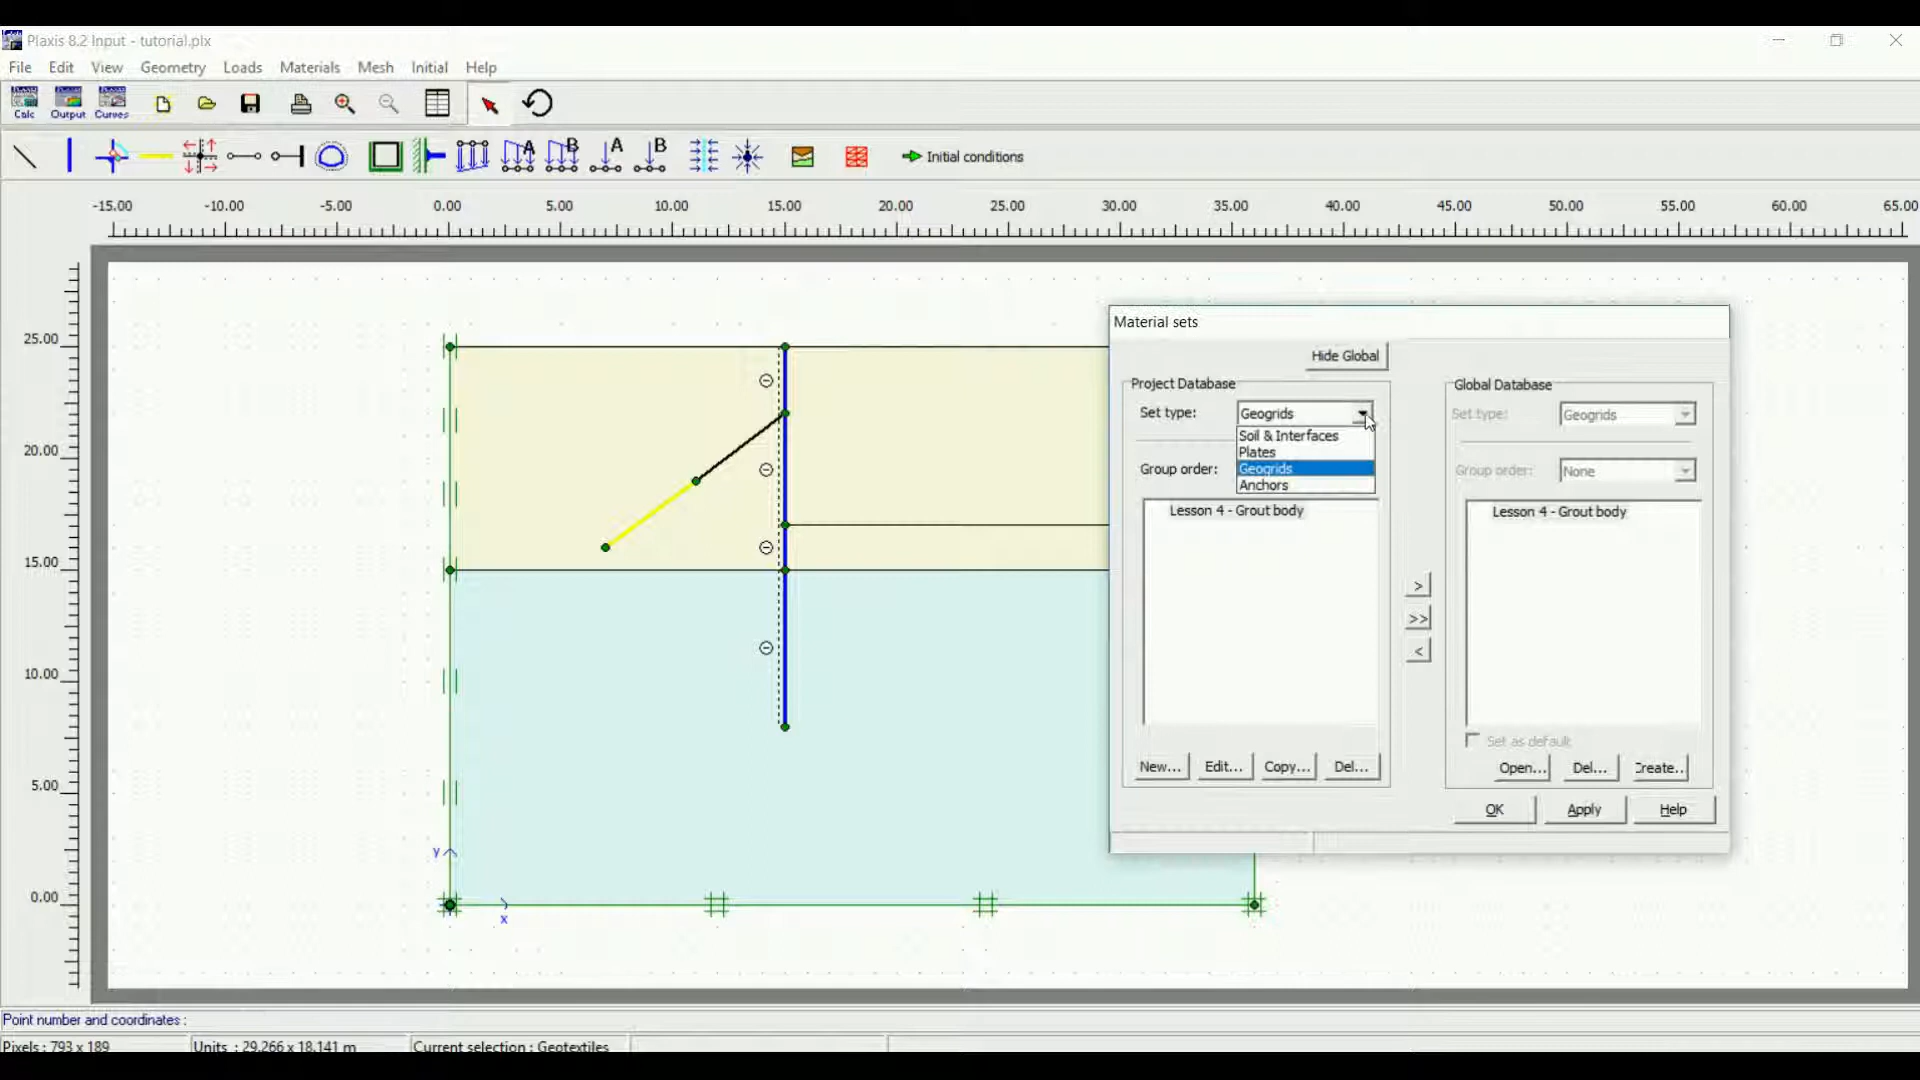 Plaxis 8.2 Input - tutorial.plx
File Edit View Geometry Loads Materials Mesh Initial Help
Calc Output Curves
A B A B Initial conditions
-15.00 -10.00 -5.00 0.00 5.00 10.00 15.00 20.00 25.00 30.00 35.00 40.00 45.00 50.00 55.00 60.00 65.00
25.00
20.00
15.00
10.00
5.00
0.00
y
x
Material sets
Hide Global
Project Database
Set type: Geogrids
Soil & Interfaces
Plates
Geogrids
Anchors
Group order:
Lesson 4 - Grout body
New... Edit... Copy... Del...
>
>>
<
Global Database
Set type: Geogrids
Group order: None
Lesson 4 - Grout body
Set as default
Open... Del... Create..
OK Apply Help
Point number and coordinates :
Pixels : 793 x 189 Units : 29.266 x 18.141 m Current selection : Geotextiles